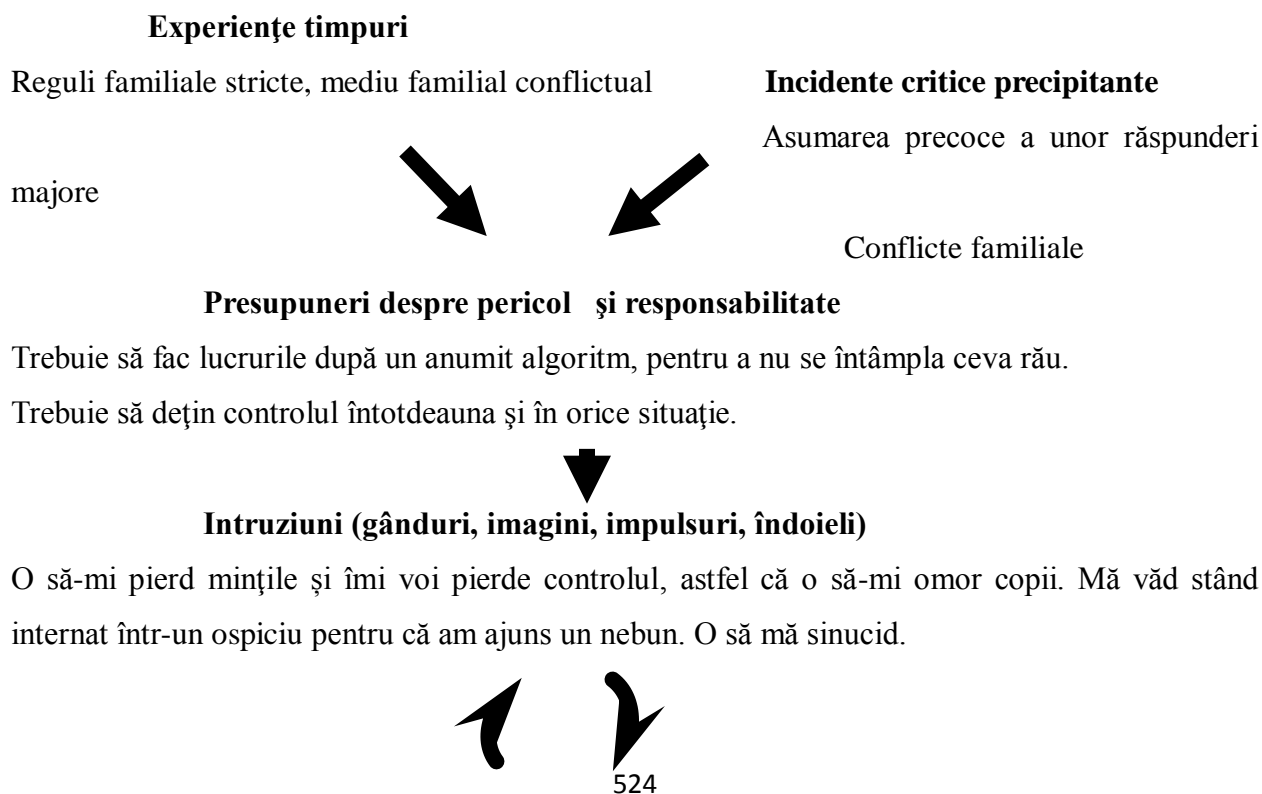 Experienţe timpuri
Reguli familiale stricte, mediu familial conflictual Incidente critice precipitante
Asumarea precoce a unor răspunderi
majore
Conflicte familiale
Presupuneri despre pericol şi responsabilitate
Trebuie să fac lucrurile după un anumit algoritm, pentru a nu se întâmpla ceva rău.
Trebuie să deţin controlul întotdeauna şi în orice situaţie.
Intruziuni (gânduri, imagini, impulsuri, îndoieli)
O să-mi pierd minţile și îmi voi pierde controlul, astfel că o să-mi omor copii. Mă văd stând
internat într-un ospiciu pentru că am ajuns un nebun. O să mă sinucid.
524